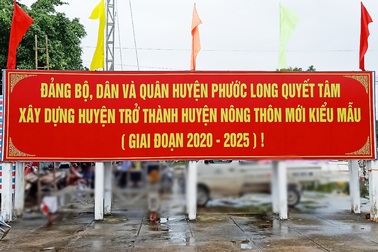 ĐẢNG BỘ, DÂN VÀ QUÂN HUYỆN PHƯỚC LONG QUYẾT TÂM
XÂY DỰNG HUYỆN TRỞ THÀNH HUYỆN NÔNG THÔN MỚI KIỂU MẪU
( GIAI ĐOẠN 2020 - 2025 ) !